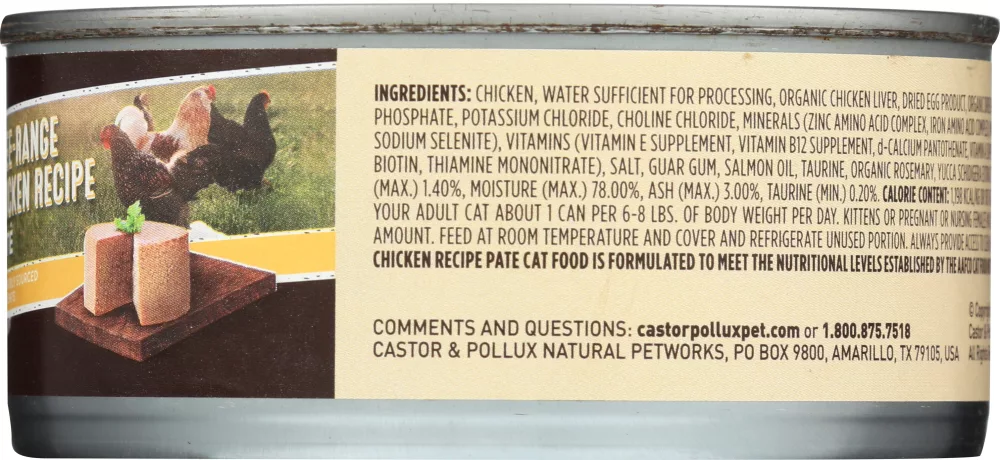 E-RANGE
CKEN RECIPE
INGREDIENTS: CHICKEN, WATER SUFFICIENT FOR PROCESSING, ORGANIC CHICKEN LIVER, DRIED EGG PRODUCT,
PHOSPHATE, POTASSIUM CHLORIDE, CHOLINE CHLORIDE, MINERALS (ZINC AMINO ACID COMPLEX, IRON AMINO ACID
SODIUM SELENITE), VITAMINS (VITAMIN E SUPPLEMENT, VITAMIN B12 SUPPLEMENT, d-CALCIUM PANTOTHENATE,
BIOTIN, THIAMINE MONONITRATE), SALT, GUAR GUM, SALMON OIL, TAURINE, ORGANIC ROSEMARY, YUCCA SCHIDIGERA
(MAX.) 1.40%, MOISTURE (MAX.) 78.00%, ASH (MAX.) 3.00%, TAURINE (MIN.) 0.20%. CALORIE CONTENT:
YOUR ADULT CAT ABOUT 1 CAN PER 6-8 LBS. OF BODY WEIGHT PER DAY. KITTENS OR PREGNANT OR NURSING
AMOUNT. FEED AT ROOM TEMPERATURE AND COVER AND REFRIGERATE UNUSED PORTION. ALWAYS PROVIDE
CHICKEN RECIPE PATE CAT FOOD IS FORMULATED TO MEET THE NUTRITIONAL LEVELS ESTABLISHED BY THE AAFCO
COMMENTS AND QUESTIONS: castorpolluxpet.com or 1.800.875.7518
CASTOR & POLLUX NATURAL PETWORKS, PO BOX 9800, AMARILLO, TX 79105, USA